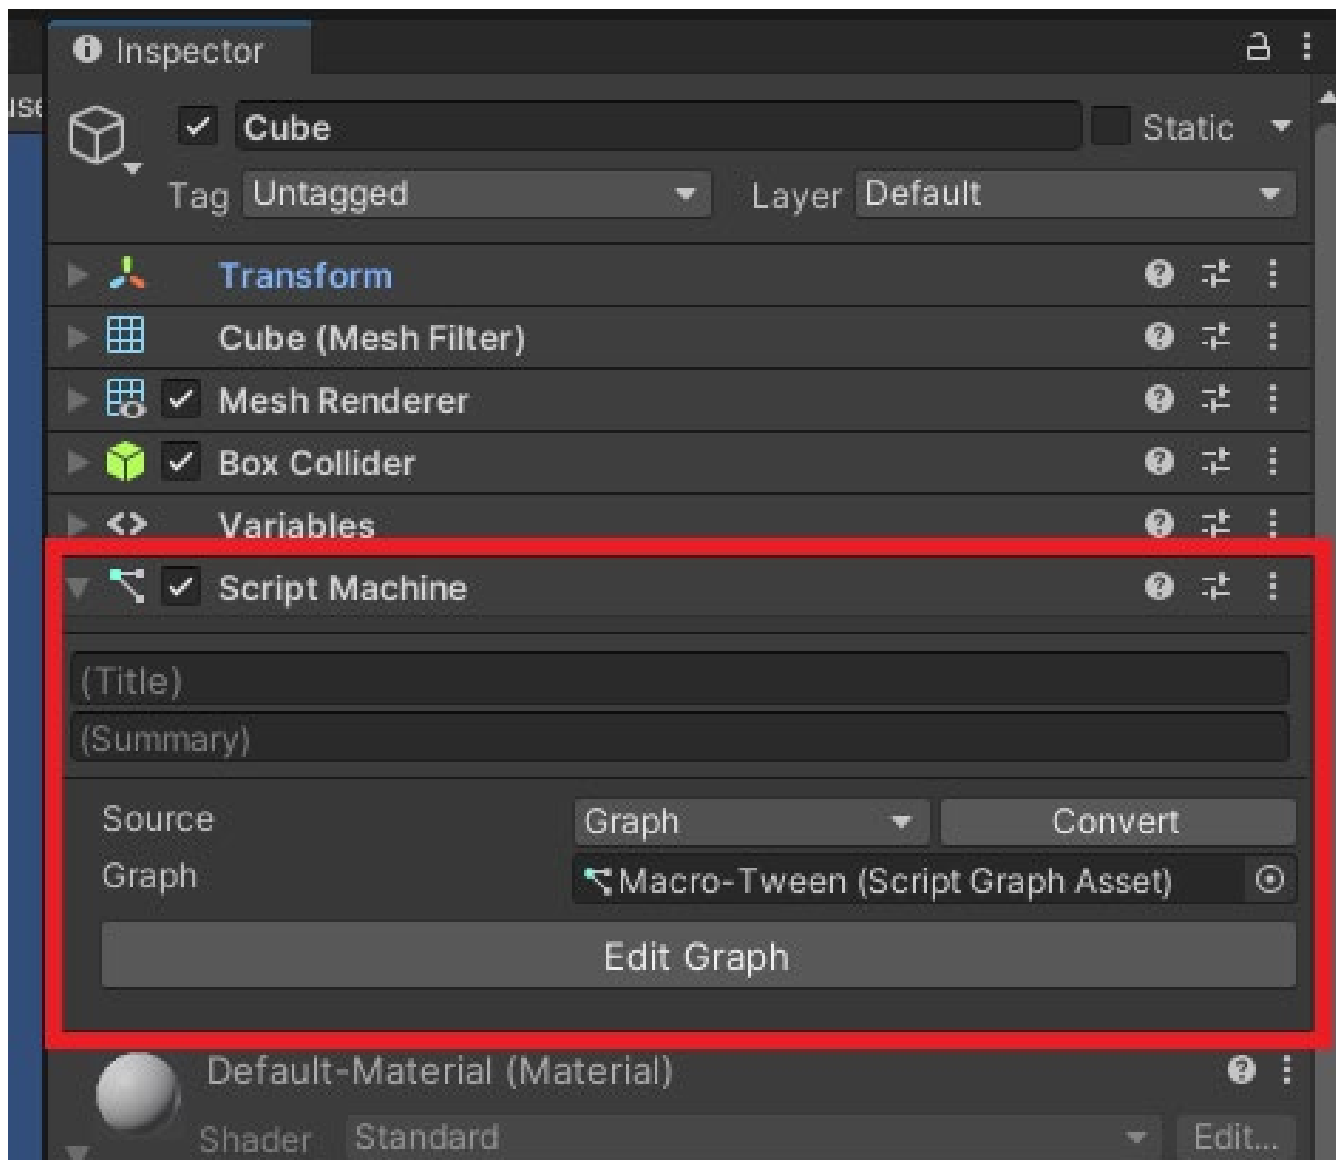 Inspector
Cube
Static
Tag Untagged Layer Default
Transform
Cube (Mesh Filter)
Mesh Renderer
Box Collider
Variables
Script Machine
(Title)
(Summary)
Source Graph Convert
Graph Macro-Tween (Script Graph Asset)
Edit Graph
Default-Material (Material)
Shader Standard Edit...